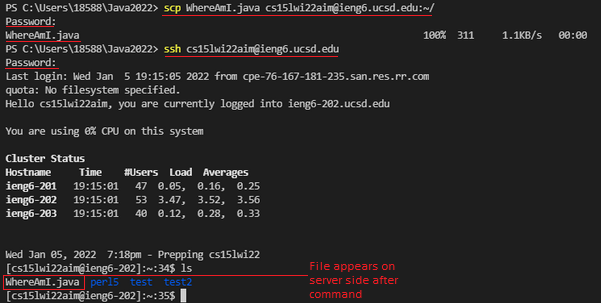 PS C:\Users\18588\Java2022> scp WhereAmI.java cs15lwi22aim@ieng6.ucsd.edu:~/
Password:
WhereAmI.java 100% 311 1.1KB/s 00:00
PS C:\Users\18588\Java2022> ssh cs15lwi22aim@ieng6.ucsd.edu
Password:
Last login: Wed Jan 5 19:15:05 2022 from cpe-76-167-181-235.san.res.rr.com
quota: No filesystem specified.
Hello cs15lwi22aim, you are currently logged into ieng6-202.ucsd.edu
You are using 0% CPU on this system
Cluster Status
Hostname Time #Users Load Averages
ieng6-201 19:15:01 47 0.05, 0.16, 0.25
ieng6-202 19:15:01 53 3.47, 3.52, 3.56
ieng6-203 19:15:01 40 0.12, 0.28, 0.33
Wed Jan 05, 2022 7:18pm - Prepping cs15lwi22
[cs15lwi22aim@ieng6-202]:~:34$ ls
WhereAmI.java perl5 test test2
[cs15lwi22aim@ieng6-202]:~:35$
File appears on
server side after
command